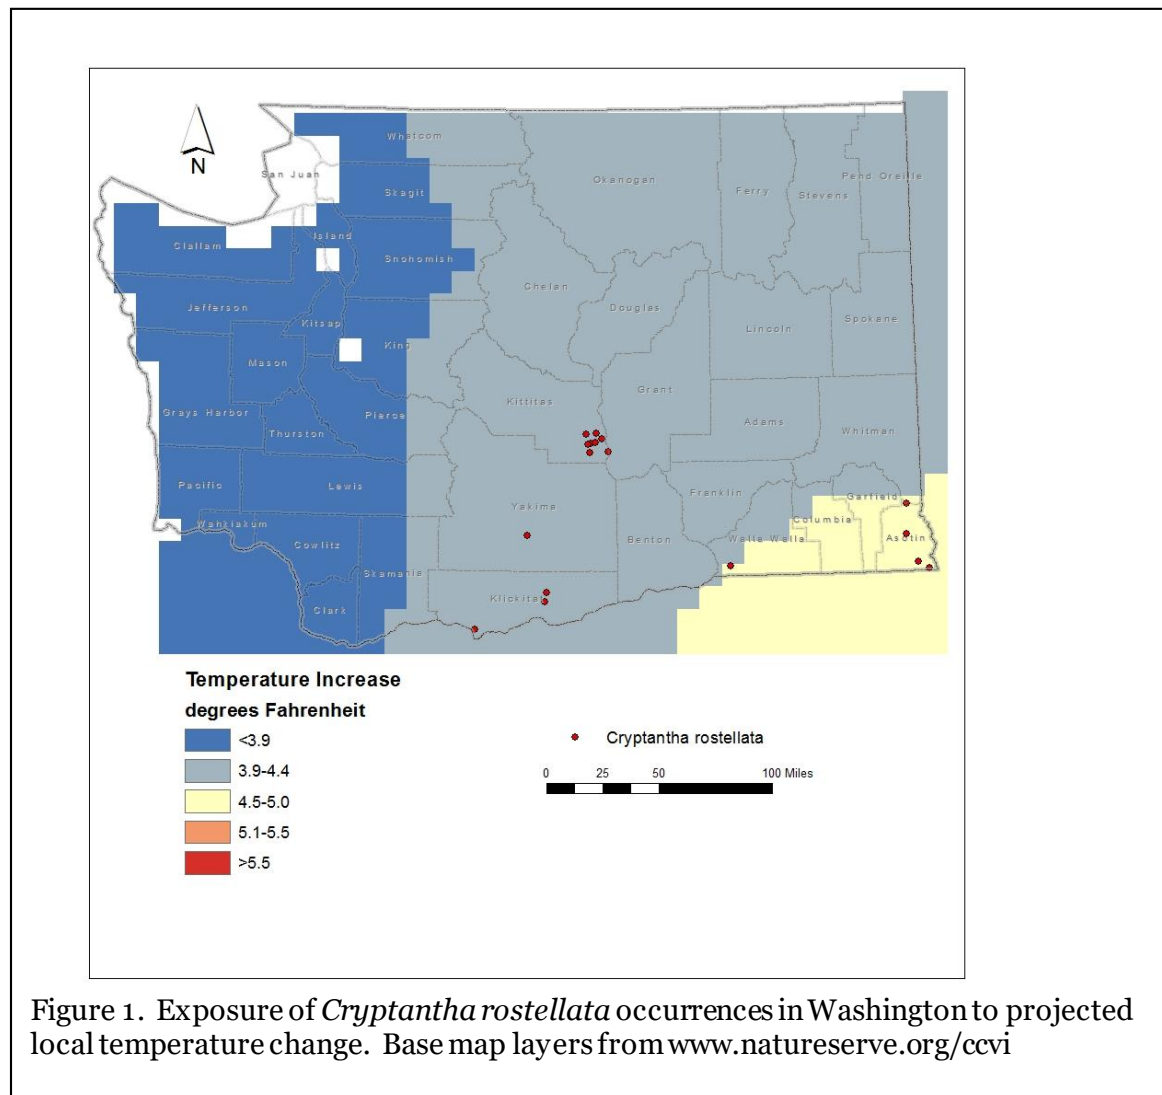 N
San Juan
Whatcom
Skagit
Okanogan
Ferry
Stevens
Pend Oreille
Clallam
Island
Snohomish
Chelan
Douglas
Jefferson
Kitsap
King
Lincoln
Spokane
Mason
Grant
Kittitas
Grays Harbor
Thurston
Pierce
Adams
Whitman
Pacific
Lewis
Yakima
Franklin
Garfield
Columbia
Wahkiakum
Cowlitz
Benton
Walla Walla
Asotin
Skamania
Clark
Klickitat
Temperature Increase
degrees Fahrenheit
<3.9
3.9-4.4
4.5-5.0
5.1-5.5
>5.5
Cryptantha rostellata
0 25 50 100 Miles
Figure 1. Exposure of Cryptantha rostellata occurrences in Washington to projected
local temperature change. Base map layers from www.natureserve.org/ccvi